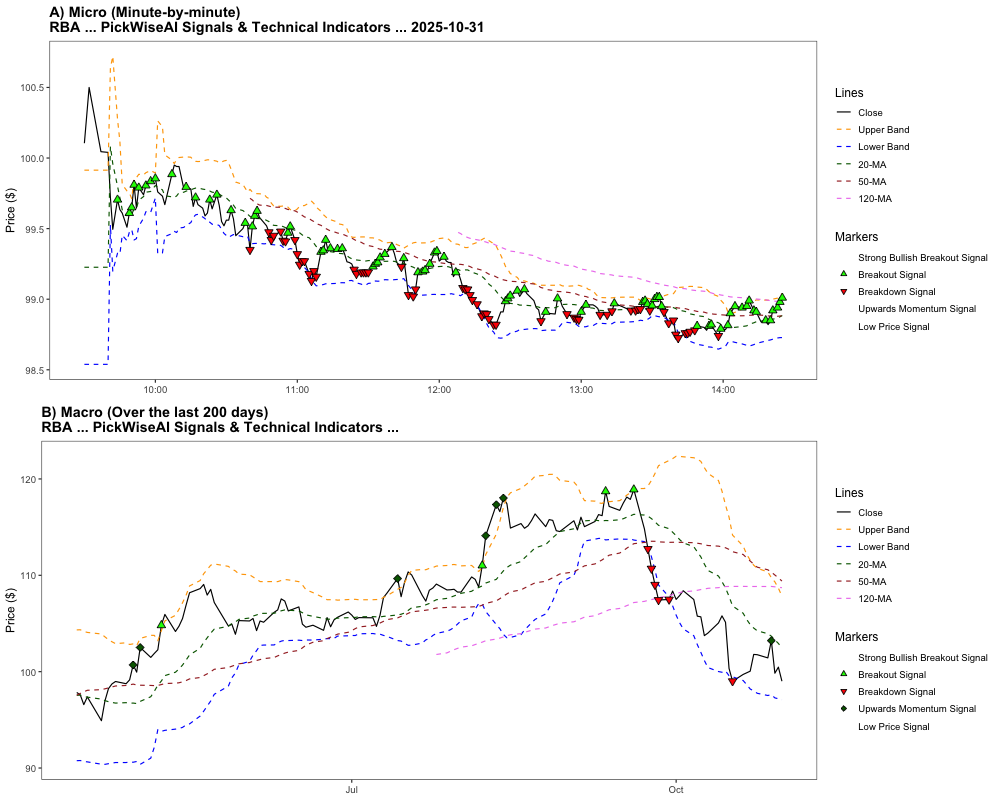 A) Micro (Minute-by-minute)
RBA ... PickWiseAI Signals & Technical Indicators ... 2025-10-31
Price ($)
100.5
100.0
99.5
99.0
98.5
10:00
11:00
12:00
13:00
14:00
Lines
Close
Upper Band
Lower Band
20-MA
50-MA
120-MA
Markers
Strong Bullish Breakout Signal
Breakout Signal
Breakdown Signal
Upwards Momentum Signal
Low Price Signal
B) Macro (Over the last 200 days)
RBA ... PickWiseAI Signals & Technical Indicators ...
Price ($)
120
110
100
90
Jul
Oct
Lines
Close
Upper Band
Lower Band
20-MA
50-MA
120-MA
Markers
Strong Bullish Breakout Signal
Breakout Signal
Breakdown Signal
Upwards Momentum Signal
Low Price Signal